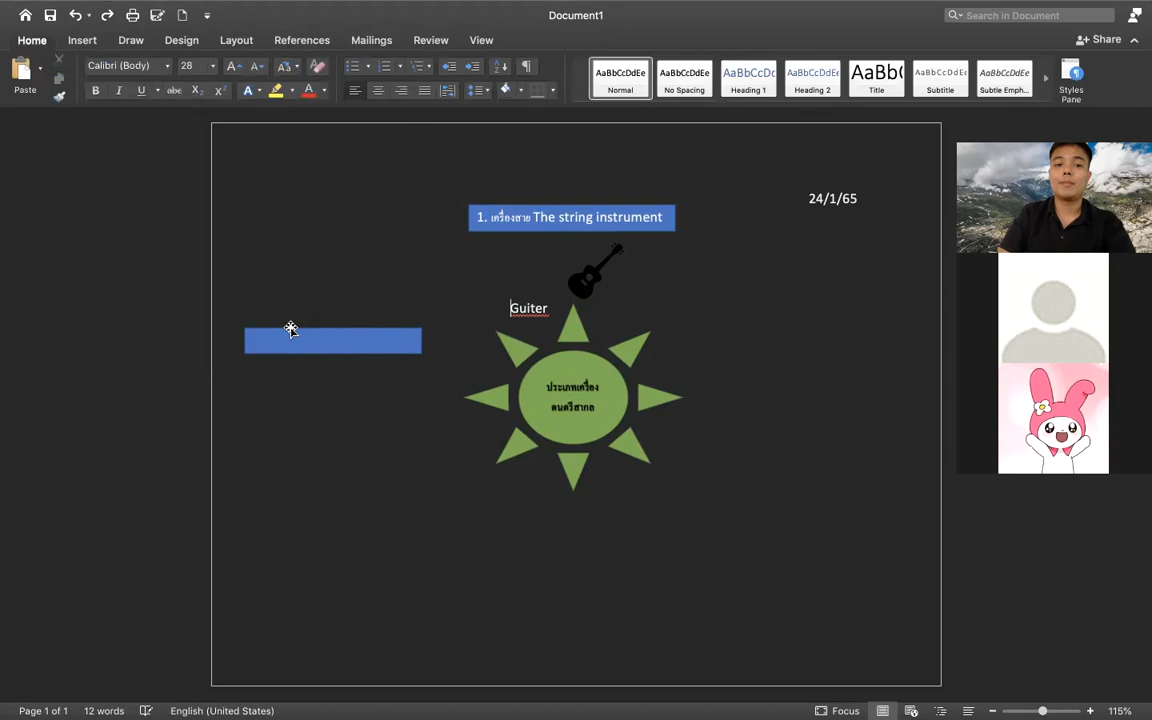 Document1
Search in Document
Home Insert Draw Design Layout References Mailings Review View
Share
Paste
Calibri (Body) 28
AaBbCcDdEe AaBbCcDdEe AaBbCcDc AaBbCcDdEe AaBb( AaBbCcDdEe AaBbCcDdEe
Normal No Spacing Heading 1 Heading 2 Title Subtitle Subtle Emph...
Styles
Pane
24/1/65
1. เครื่องสาย The string instrument
Guiter
ประเภทเครื่อง
ดนตรีสากล
Page 1 of 1 12 words English (United States) Focus 115%